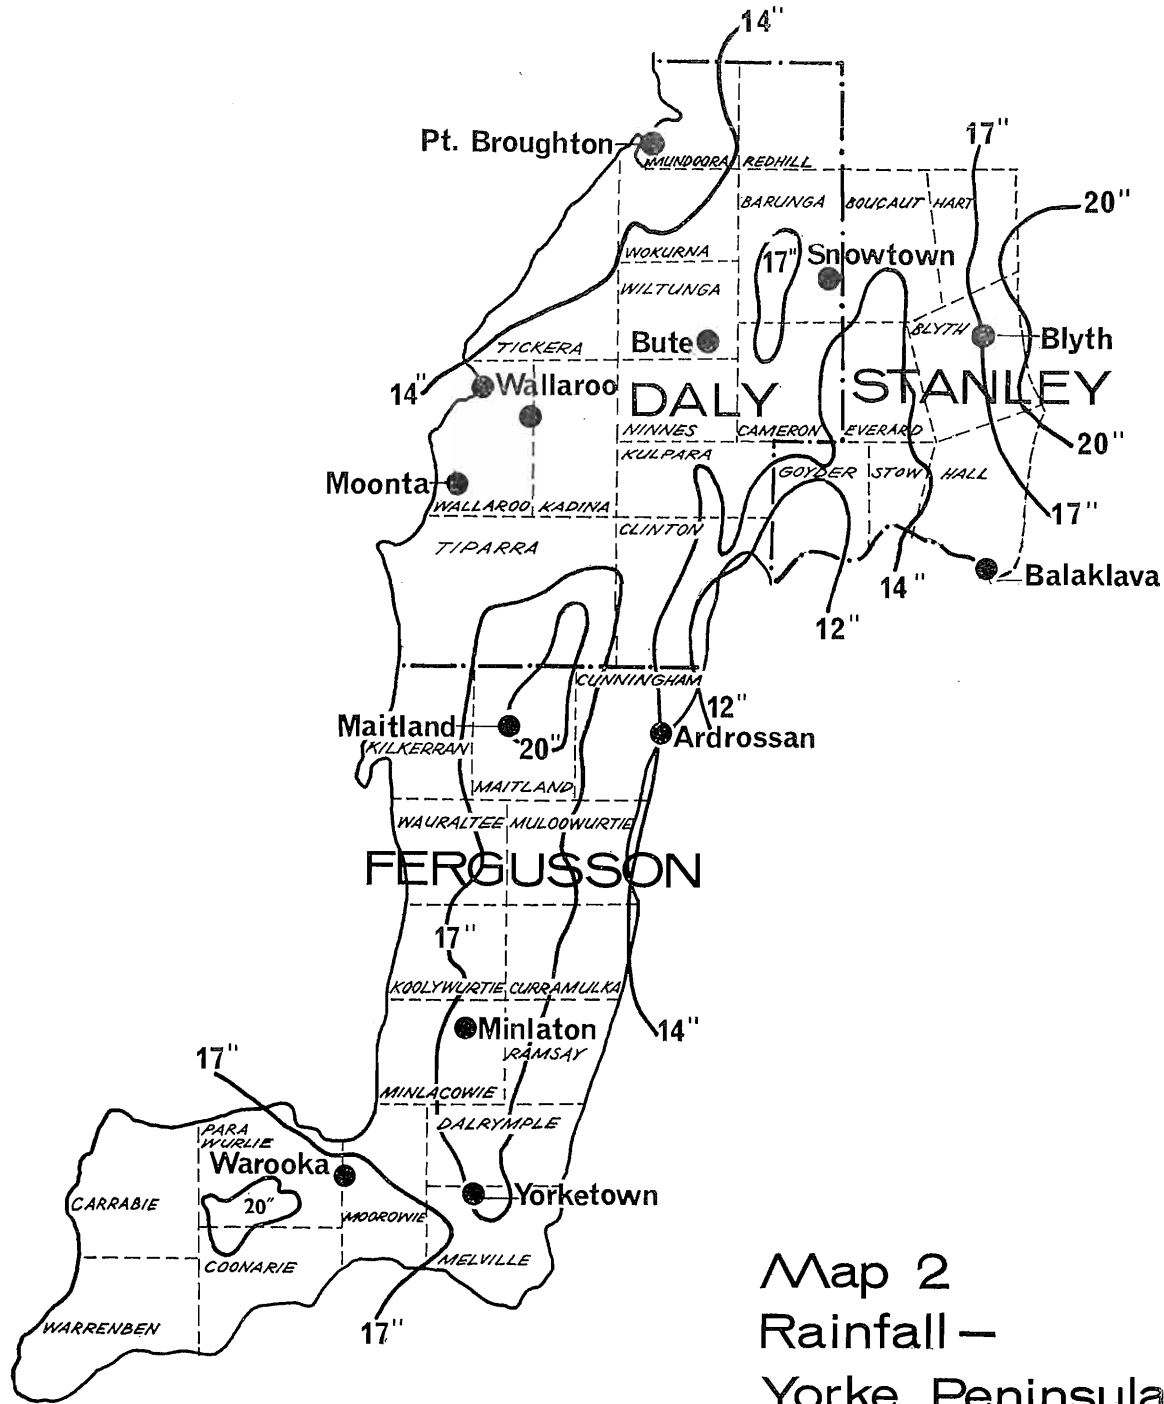 14"
Pt. Broughton
17"
MUNDOORA REDHILL
BARUNGA BOUCAUT HART
20"
WOKURNA
17" Snowtown
WILTUNGA
BLYTH
TICKERA Bute Blyth
14" Wallaroo
DALY STANLEY
NINNES CAMERON EVERARD
20"
KULPARA
GOYDER STOW HALL
Moonta
WALLAROO KADINA
17"
CLINTON
TIPARRA
Balaklava
14"
12"
CUNNINGHAM
12"
Maitland
20" Ardrossan
KILKERRAN
MAITLAND
WAURALTEE MULOOWURTIE
FERGUSSON
17"
KOOLYWURTIE CURRAMULKA
Minlaton 14"
RAMSAY
17"
MINLACOWIE
DALRYMPLE
PARA
WURLIE
Warooka
Yorketown
CARRABIE 20"
MOOROWIE
COONARIE MELVILLE
WARRENBEN
17"
Map 2
Rainfall —
Yorke Peninsula